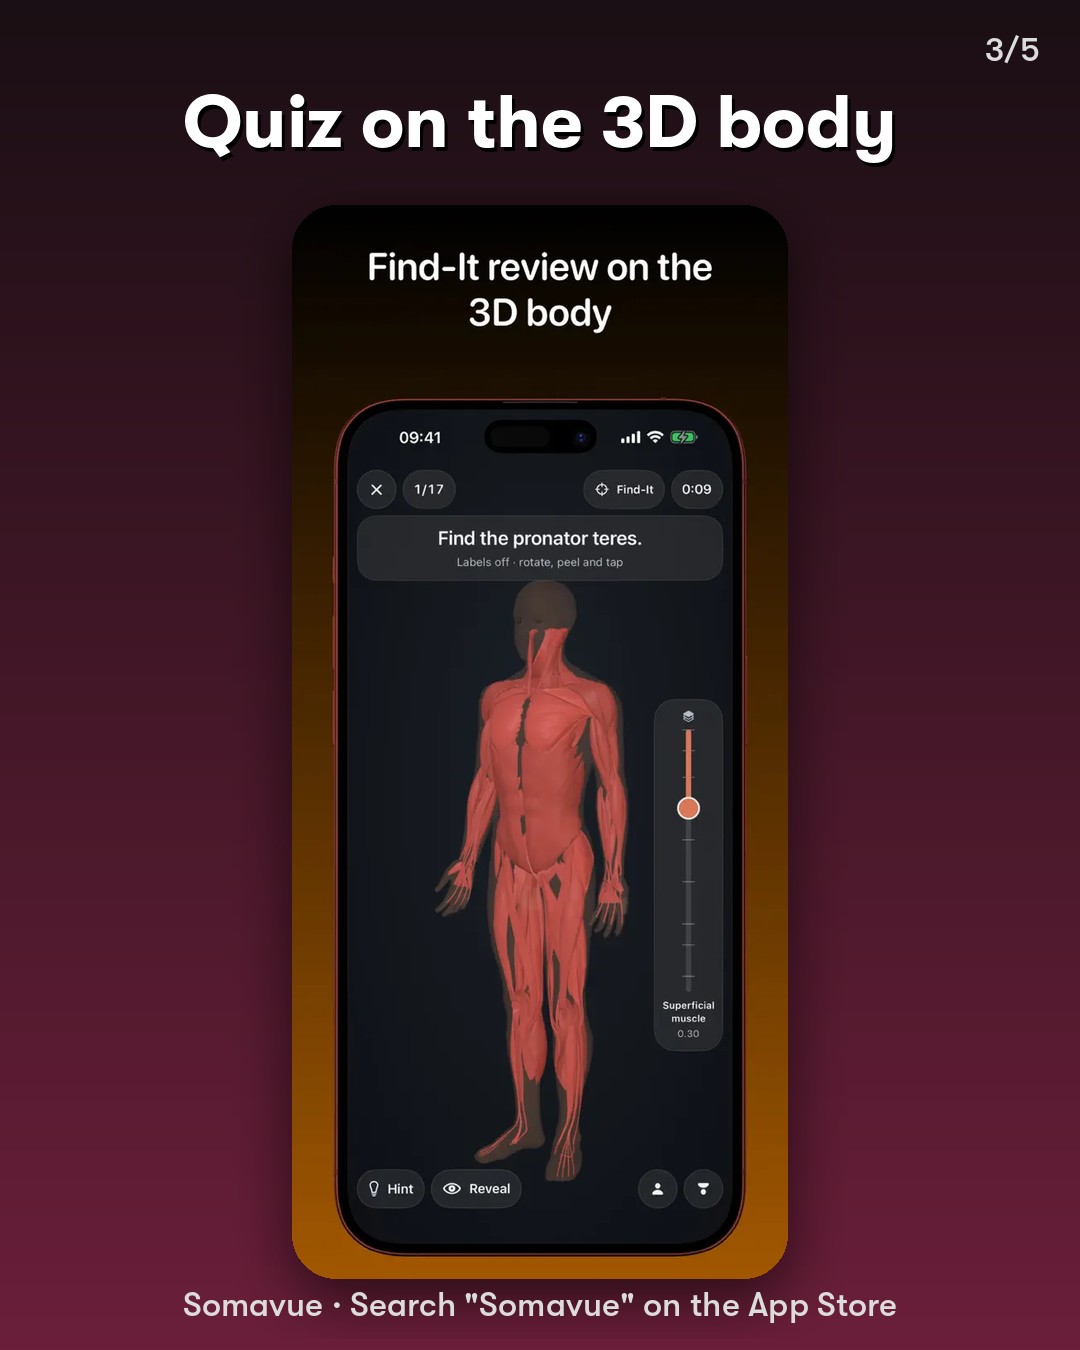 3/5
Quiz on the 3D body
Find-It review on the
3D body
09:41
1/17
Find-It
0:09
Find the pronator teres.
Labels off · rotate, peel and tap
Superficial
muscle
0.30
Hint
Reveal
Somavue · Search "Somavue" on the App Store